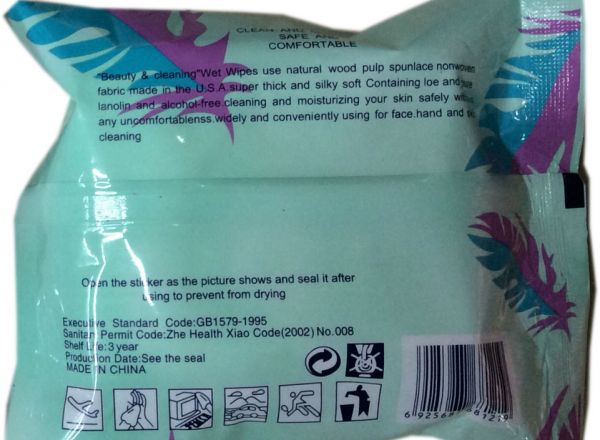 CLEAN AND
SAFE AND
COMFORTABLE
"Beauty & cleaning"Wet Wipes use natural wood pulp spunlace nonwoven
fabric made in the U.S.A.super thick and silky soft Containing loe and pure
lanolin and alcohol-free.cleaning and moisturizing your skin safely without
any uncomfortablenss.widely and conveniently using for face.hand and skin
cleaning
Open the sticker as the picture shows and seal it after
using to prevent from drying
Executive Standard Code:GB1579-1995
Sanitary Permit Code:Zhe Health Xiao Code(2002) No.008
Shelf Life:3 year
Production Date:See the seal
MADE IN CHINA